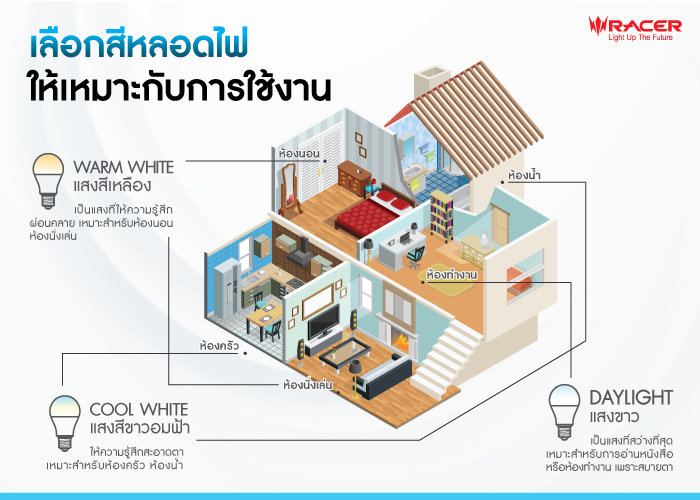 เลือกสีหลอดไฟ
ให้เหมาะกับการใช้งาน
RACER
Light Up The Future
WARM WHITE
แสงสีเหลือง
เป็นแสงที่ให้ความรู้สึก
ผ่อนคลาย เหมาะสำหรับห้องนอน
ห้องนั่งเล่น
ห้องนอน
ห้องน้ำ
ห้องทำงาน
ห้องครัว
ห้องนั่งเล่น
COOL WHITE
แสงสีขาวอมฟ้า
ให้ความรู้สึกสะอาดตา
เหมาะสำหรับห้องครัว ห้องน้ำ
DAYLIGHT
แสงขาว
เป็นแสงที่สว่างที่สุด
เหมาะสำหรับการอ่านหนังสือ
หรือห้องทำงาน เพราะสบายตา